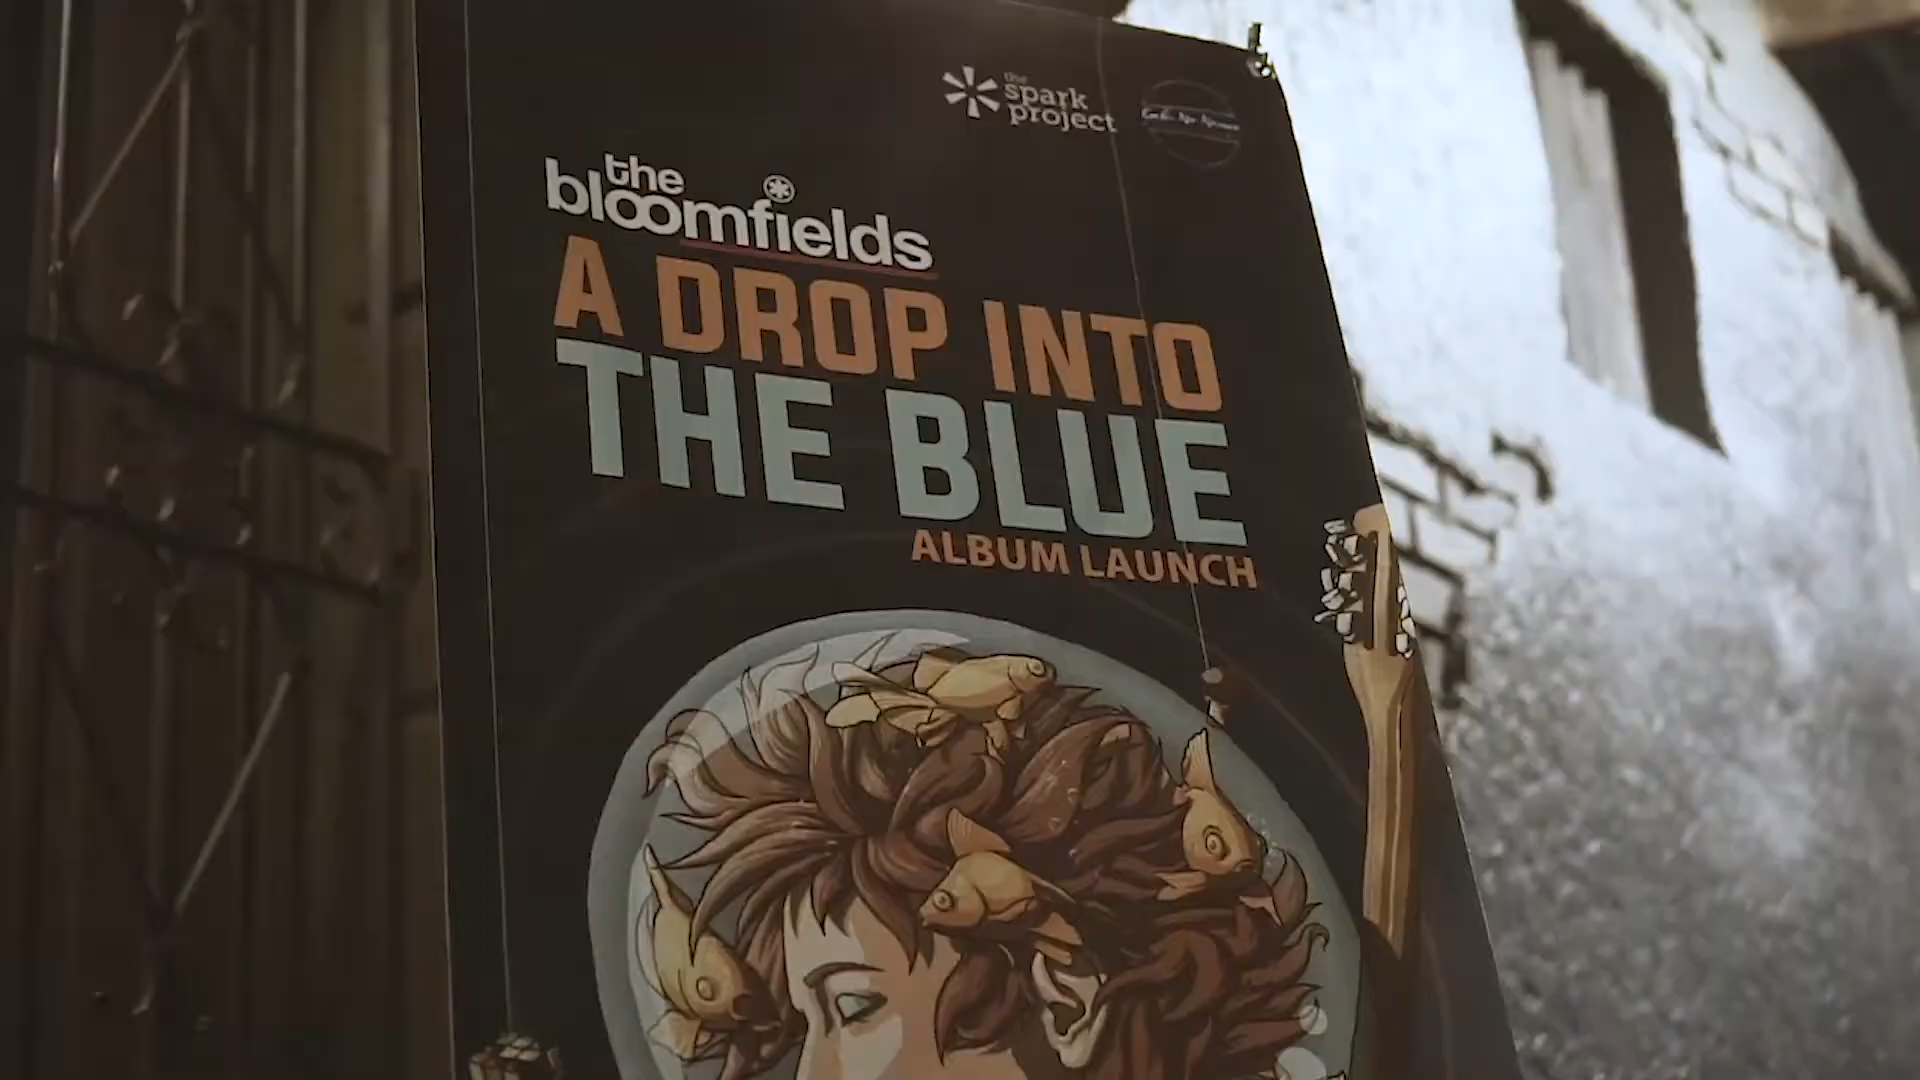 the
spark
project
the
bloomfields
A DROP INTO
THE BLUE
ALBUM LAUNCH